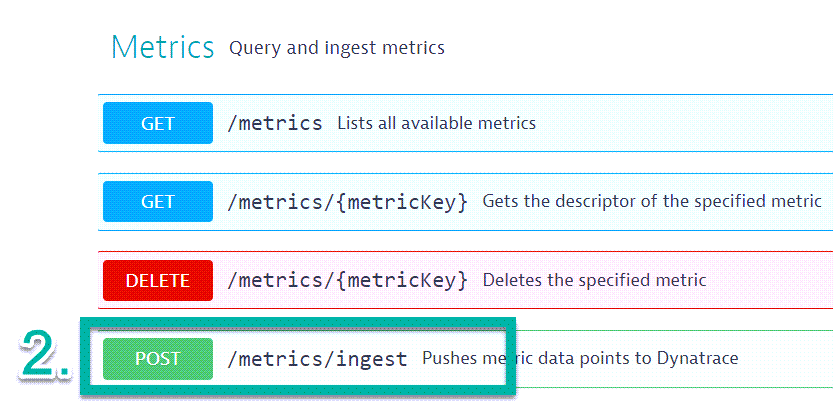 Metrics Query and ingest metrics
GET /metrics Lists all available metrics
GET /metrics/{metricKey} Gets the descriptor of the specified metric
DELETE /metrics/{metricKey} Deletes the specified metric
2. POST /metrics/ingest Pushes metric data points to Dynatrace